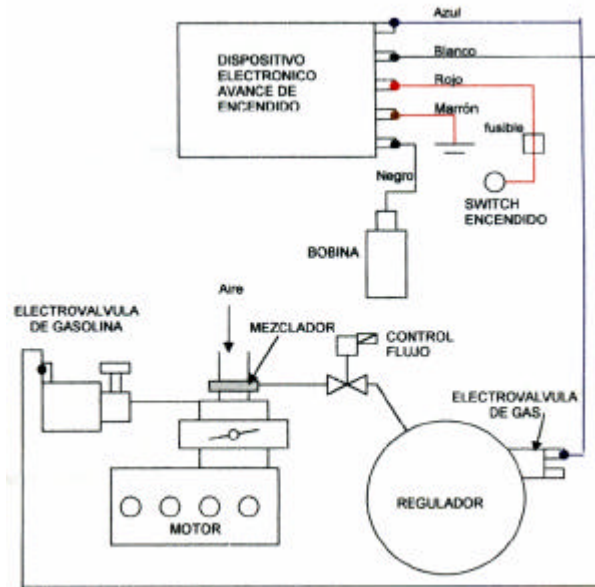 Azul
DISPOSITIVO
ELECTRONICO
AVANCE DE
ENCENDIDO
Blanco
Rojo
Marrón
fusible
Negro
SWITCH
ENCENDIDO
BOBINA
Aire
ELECTROVALVULA
DE GASOLINA
MEZCLADOR
CONTROL
FLUJO
ELECTROVALVULA
DE GAS
REGULADOR
MOTOR